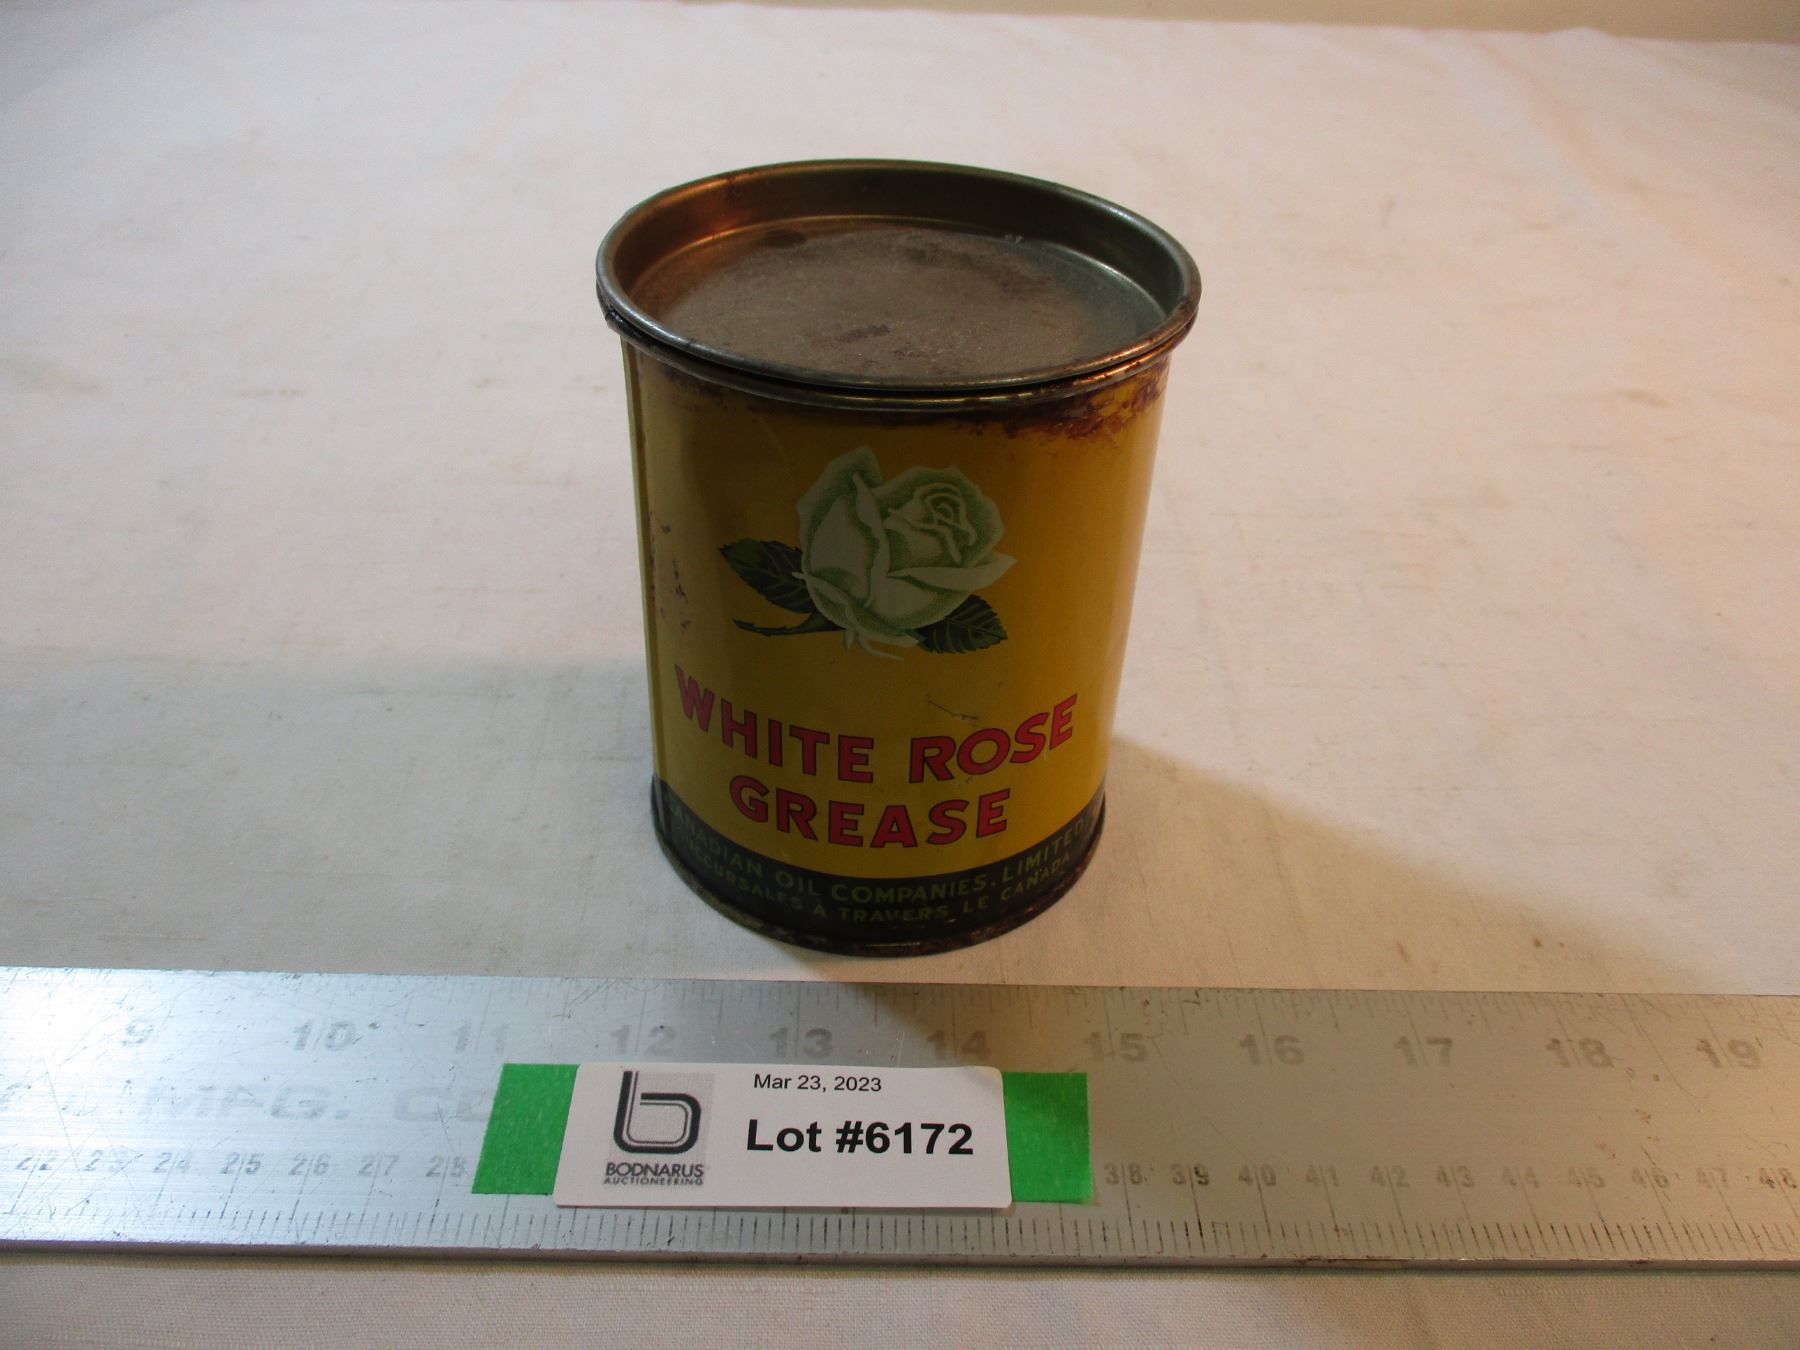 WHITE ROSE
GREASE
CANADIAN OIL COMPANIES, LIMITED
SUCCURSALES À TRAVERS LE CANADA
9 10 11 12 13 14 15 16 17 18 19
MFG.
22 23 24 25 26 27 28 38 39 40 41 42 43 44 45 46 47 48
b
Mar 23, 2023
Lot #6172
BODNARUS
AUCTIONEERING